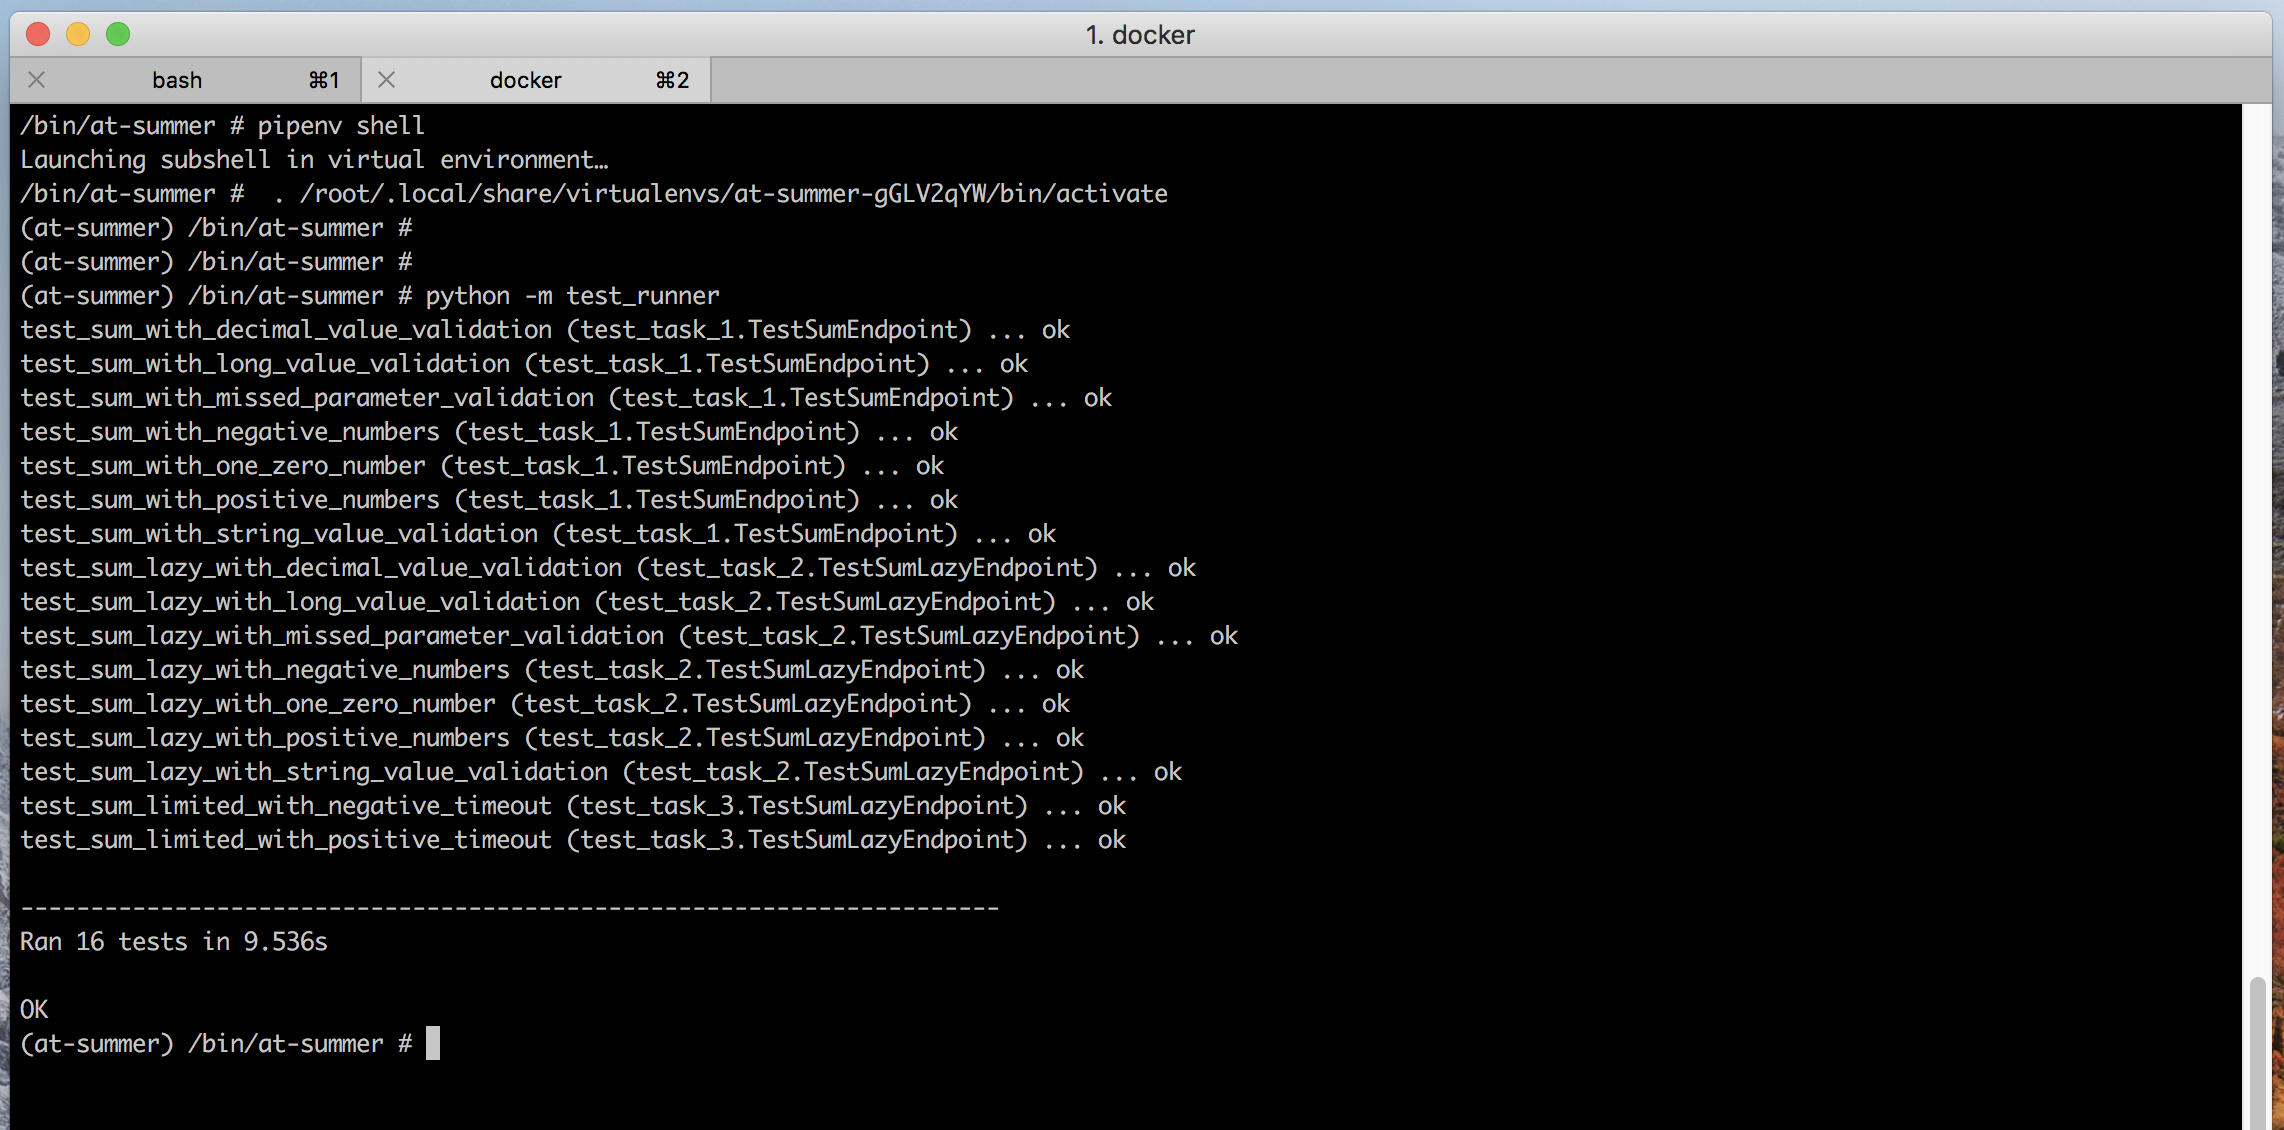 1. docker
bash ⌘1 docker ⌘2
/bin/at-summer # pipenv shell
Launching subshell in virtual environment…
/bin/at-summer #  . /root/.local/share/virtualenvs/at-summer-gGLV2qYW/bin/activate
(at-summer) /bin/at-summer #
(at-summer) /bin/at-summer #
(at-summer) /bin/at-summer # python -m test_runner
test_sum_with_decimal_value_validation (test_task_1.TestSumEndpoint) ... ok
test_sum_with_long_value_validation (test_task_1.TestSumEndpoint) ... ok
test_sum_with_missed_parameter_validation (test_task_1.TestSumEndpoint) ... ok
test_sum_with_negative_numbers (test_task_1.TestSumEndpoint) ... ok
test_sum_with_one_zero_number (test_task_1.TestSumEndpoint) ... ok
test_sum_with_positive_numbers (test_task_1.TestSumEndpoint) ... ok
test_sum_with_string_value_validation (test_task_1.TestSumEndpoint) ... ok
test_sum_lazy_with_decimal_value_validation (test_task_2.TestSumLazyEndpoint) ... ok
test_sum_lazy_with_long_value_validation (test_task_2.TestSumLazyEndpoint) ... ok
test_sum_lazy_with_missed_parameter_validation (test_task_2.TestSumLazyEndpoint) ... ok
test_sum_lazy_with_negative_numbers (test_task_2.TestSumLazyEndpoint) ... ok
test_sum_lazy_with_one_zero_number (test_task_2.TestSumLazyEndpoint) ... ok
test_sum_lazy_with_positive_numbers (test_task_2.TestSumLazyEndpoint) ... ok
test_sum_lazy_with_string_value_validation (test_task_2.TestSumLazyEndpoint) ... ok
test_sum_limited_with_negative_timeout (test_task_3.TestSumLazyEndpoint) ... ok
test_sum_limited_with_positive_timeout (test_task_3.TestSumLazyEndpoint) ... ok
----------------------------------------------------------------------
Ran 16 tests in 9.536s
OK
(at-summer) /bin/at-summer #